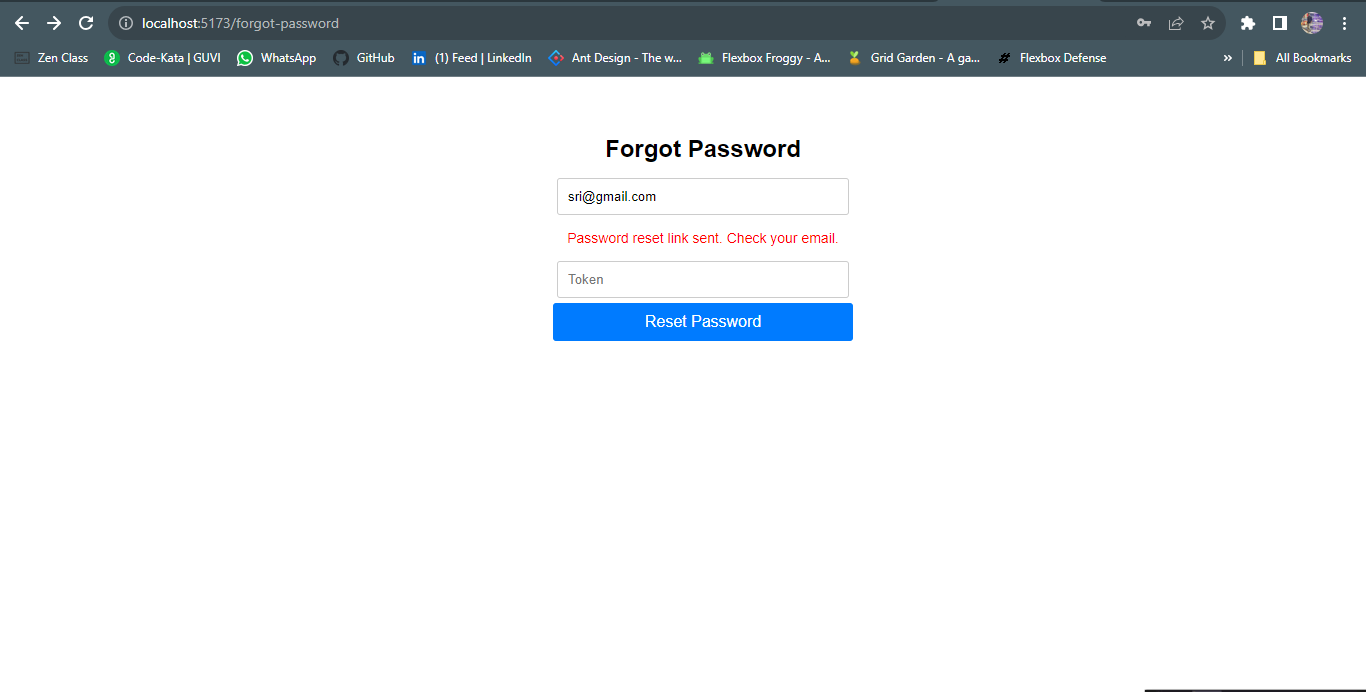 localhost:5173/forgot-password
Zen Class
Code-Kata | GUVI
WhatsApp
GitHub
in
(1) Feed | LinkedIn
Ant Design - The w...
Flexbox Froggy - A...
Grid Garden - A ga...
#
Flexbox Defense
»
All Bookmarks
Forgot Password
sri@gmail.com
Password reset link sent. Check your email.
Token
Reset Password